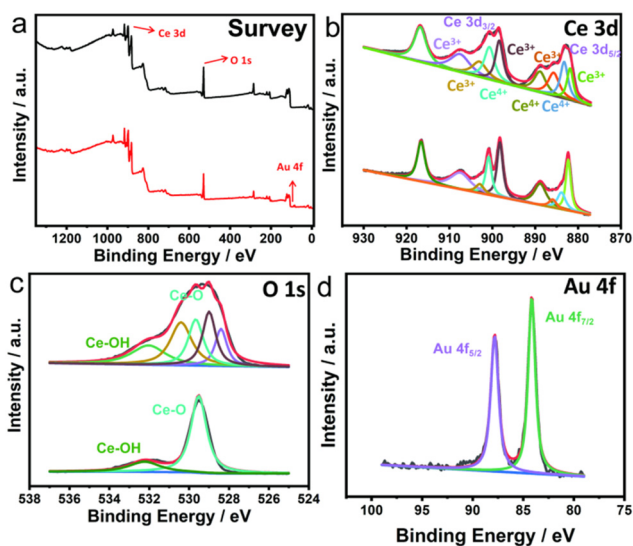 a
Survey
Ce 3d
O 1s
Au 4f
Intensity / a.u.
1200 1000 800 600 400 200 0
Binding Energy / eV
b
Ce 3d
Ce 3d3/2
Ce3+
Ce3+
Ce 3d5/2
Ce3+
Ce3+
Ce3+
Ce4+
Ce4+
Ce4+
Intensity / a.u.
930 920 910 900 890 880
Binding Energy / eV
c
O 1s
Ce-O
Ce-OH
Ce-O
Ce-OH
Intensity / a.u.
538 536 534 532 530 528 526 524
Binding Energy / eV
d
Au 4f
Au 4f7/2
Au 4f5/2
Intensity / a.u.
100 95 90 85 80
Binding Energy / eV